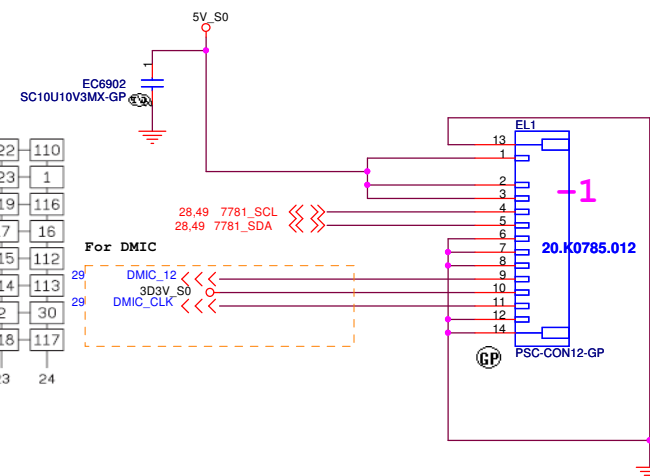 5V_S0
1
EC6902
SC10U10V3MX-GP
EL1
13
1
2
3
4
5
6
7
8
9
10
11
12
14
-1
20.K0785.012
PSC-CON12-GP
GP
28,49 7781_SCL
28,49 7781_SDA
For DMIC
29 DMIC_12
3D3V_S0
29 DMIC_CLK
22 110
23 1
19 116
7 16
15 112
14 113
2 30
18 117
23 24